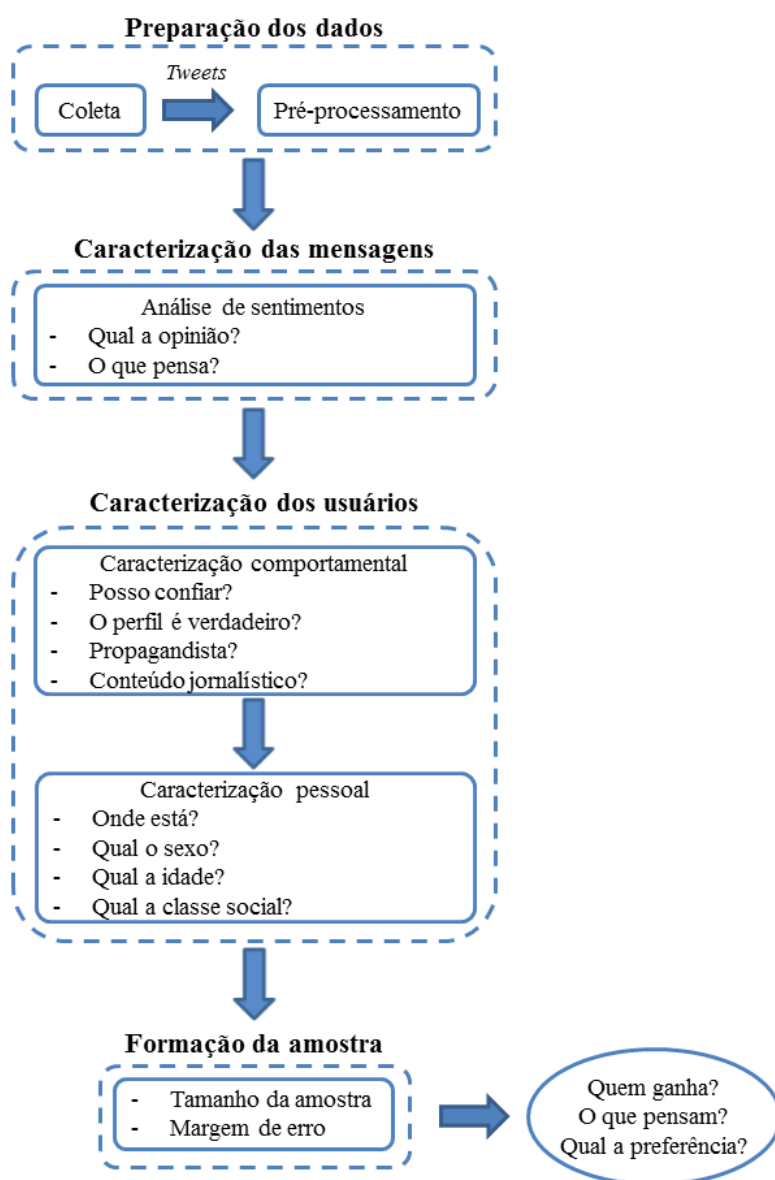 Preparação dos dados
Tweets
Coleta
Pré-processamento
Caracterização das mensagens
Análise de sentimentos
- Qual a opinião?
- O que pensa?
Caracterização dos usuários
Caracterização comportamental
- Posso confiar?
- O perfil é verdadeiro?
- Propagandista?
- Conteúdo jornalístico?
Caracterização pessoal
- Onde está?
- Qual o sexo?
- Qual a idade?
- Qual a classe social?
Formação da amostra
- Tamanho da amostra
- Margem de erro
Quem ganha?
O que pensam?
Qual a preferência?